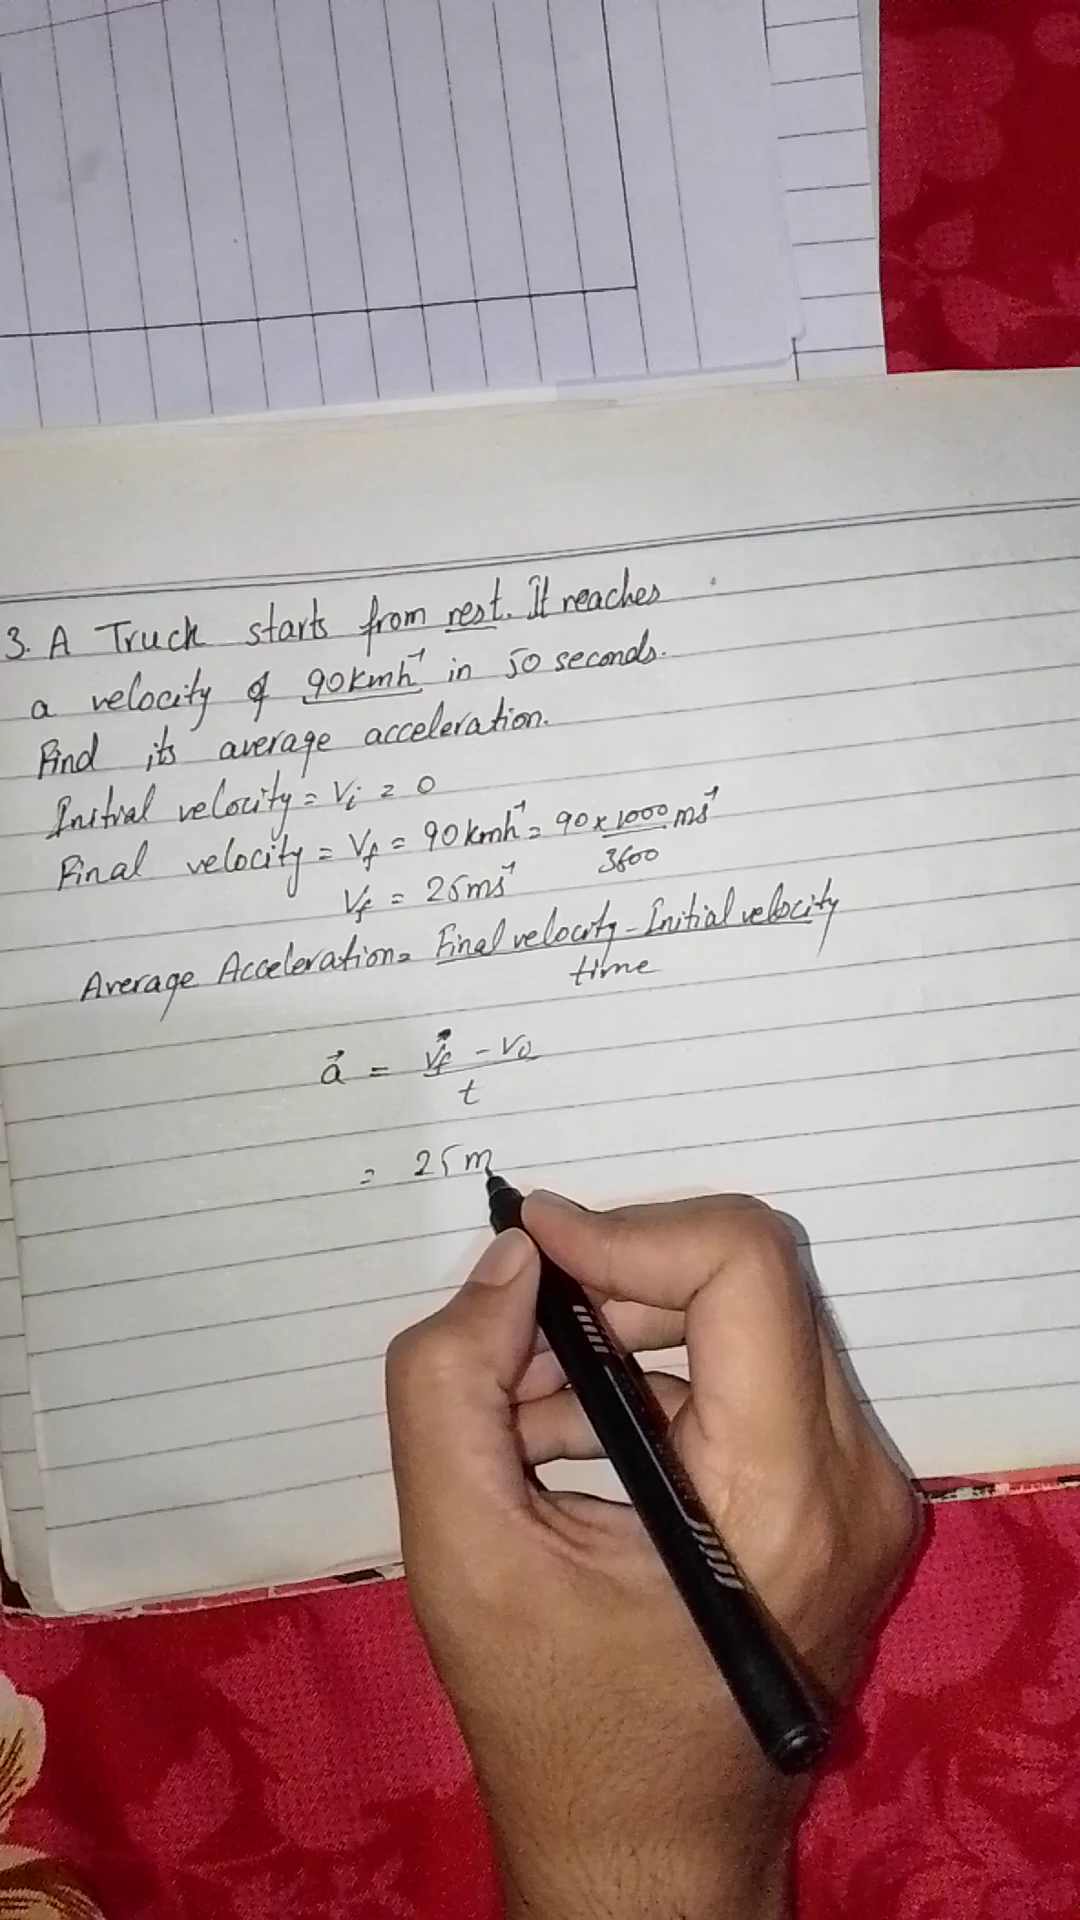 3. A Truck starts from rest. It reaches
a velocity of 90kmh⁻¹ in 50 seconds.
Find its average acceleration.
Initial velocity = Vi = 0
Final velocity = Vf = 90kmh⁻¹ = 90 x 1000/3600 ms⁻¹
Vf = 25ms⁻¹
Average Acceleration = Final velocity - Initial velocity
time
a⃗ = Vf - Vi
t
= 25m